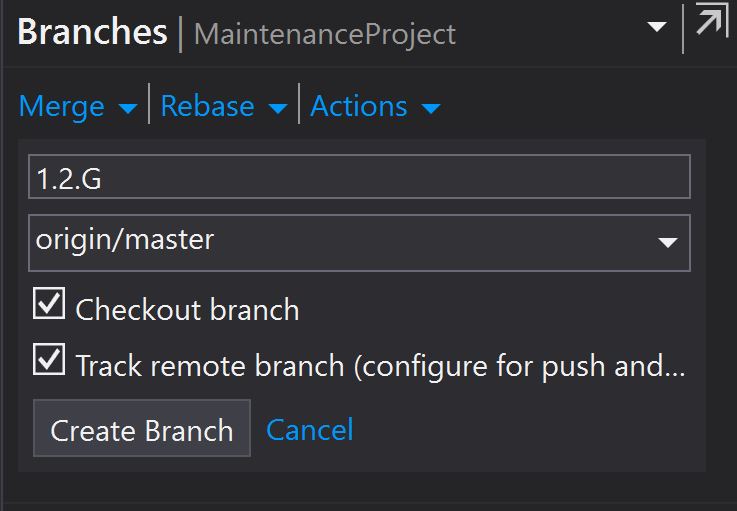 Branches | MaintenanceProject
Merge | Rebase | Actions
1.2.G
origin/master
Checkout branch
Track remote branch (configure for push and...
Create Branch Cancel